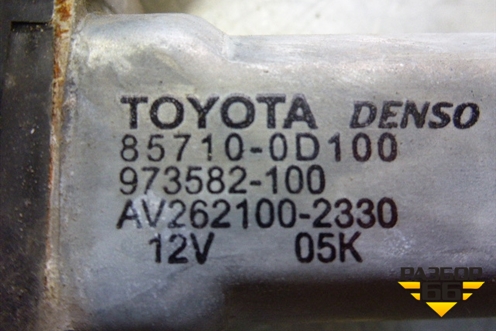 TOYOTA DENSO
85710-0D100
973582-100
AV262100-2330
12V 05K
РАЗБОР
66